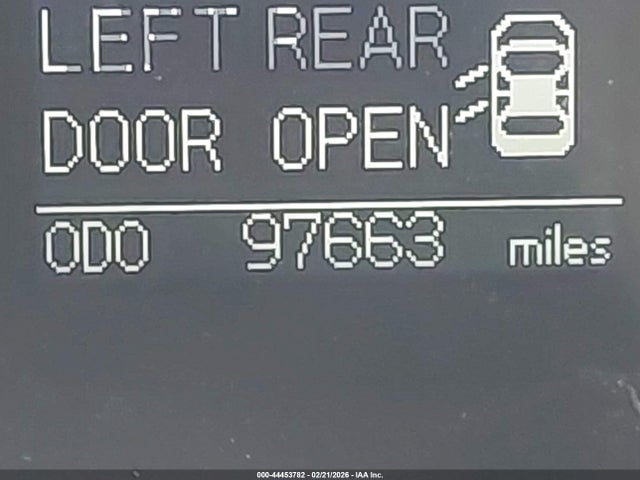 LEFT REAR
DOOR OPEN
ODO 97663 miles
000-44453782 - 02/21/2026 - IAA Inc.